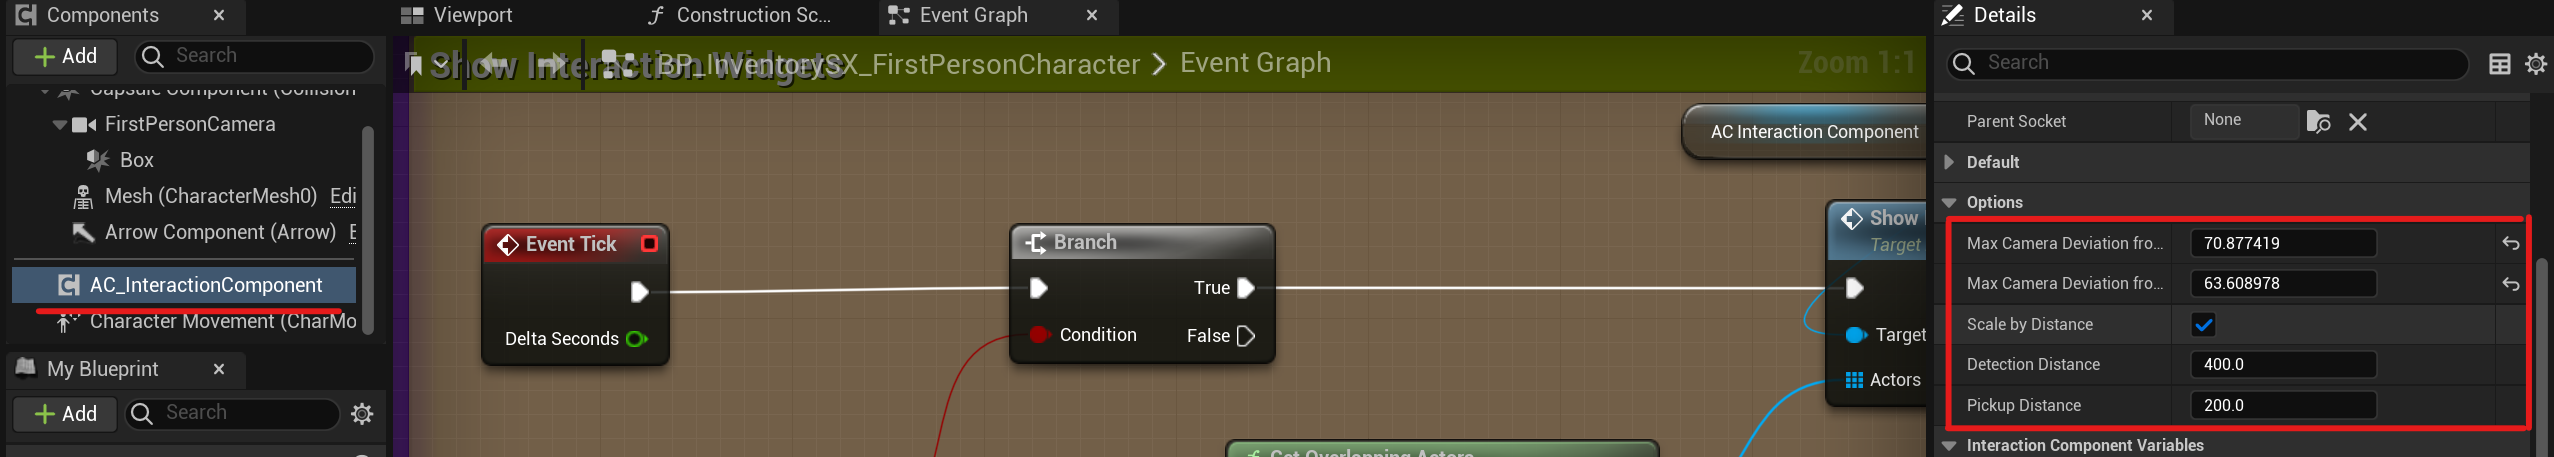 Components
Add
Search
Capsule Component (Collision
FirstPersonCamera
Box
Mesh (CharacterMesh0) Edi
Arrow Component (Arrow) E
AC_InteractionComponent
Character Movement (CharMo
My Blueprint
Add
Search
Viewport
Construction Sc...
Event Graph
Show Interaction Widgets
BP_InventorySX_FirstPersonCharacter > Event Graph
Zoom 1:1
AC Interaction Component
Event Tick
Delta Seconds
Branch
True
Condition
False
Show
Target
Target
Actors
Get Overlapping Actors
Details
Search
Parent Socket
None
Default
Options
Max Camera Deviation fro... 70.877419
Max Camera Deviation fro... 63.608978
Scale by Distance
Detection Distance 400.0
Pickup Distance 200.0
Interaction Component Variables